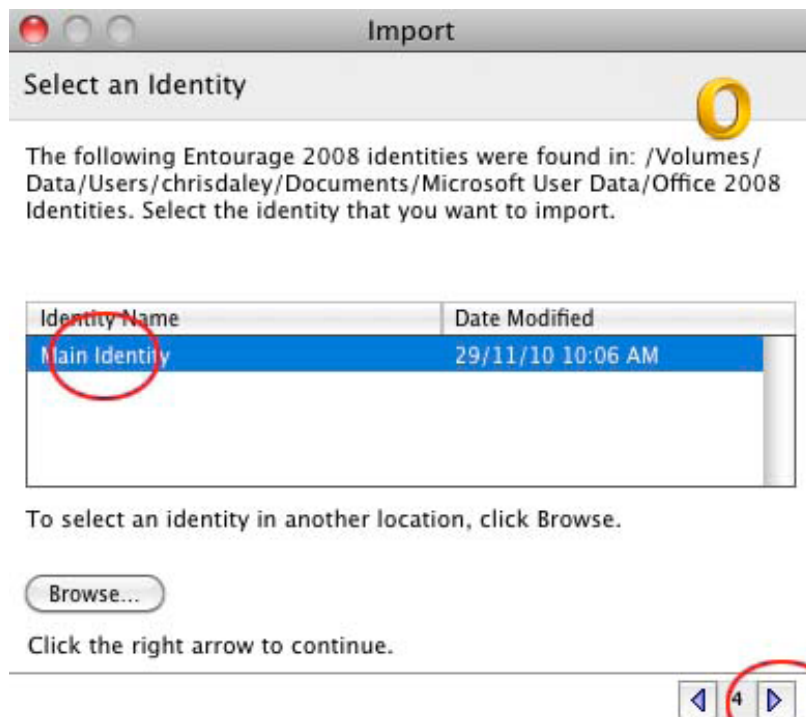 Import
Select an Identity
The following Entourage 2008 identities were found in: /Volumes/
Data/Users/chrisdaley/Documents/Microsoft User Data/Office 2008
Identities. Select the identity that you want to import.
Identity Name Date Modified
Main Identity 29/11/10 10:06 AM
To select an identity in another location, click Browse.
Browse...
Click the right arrow to continue.
4